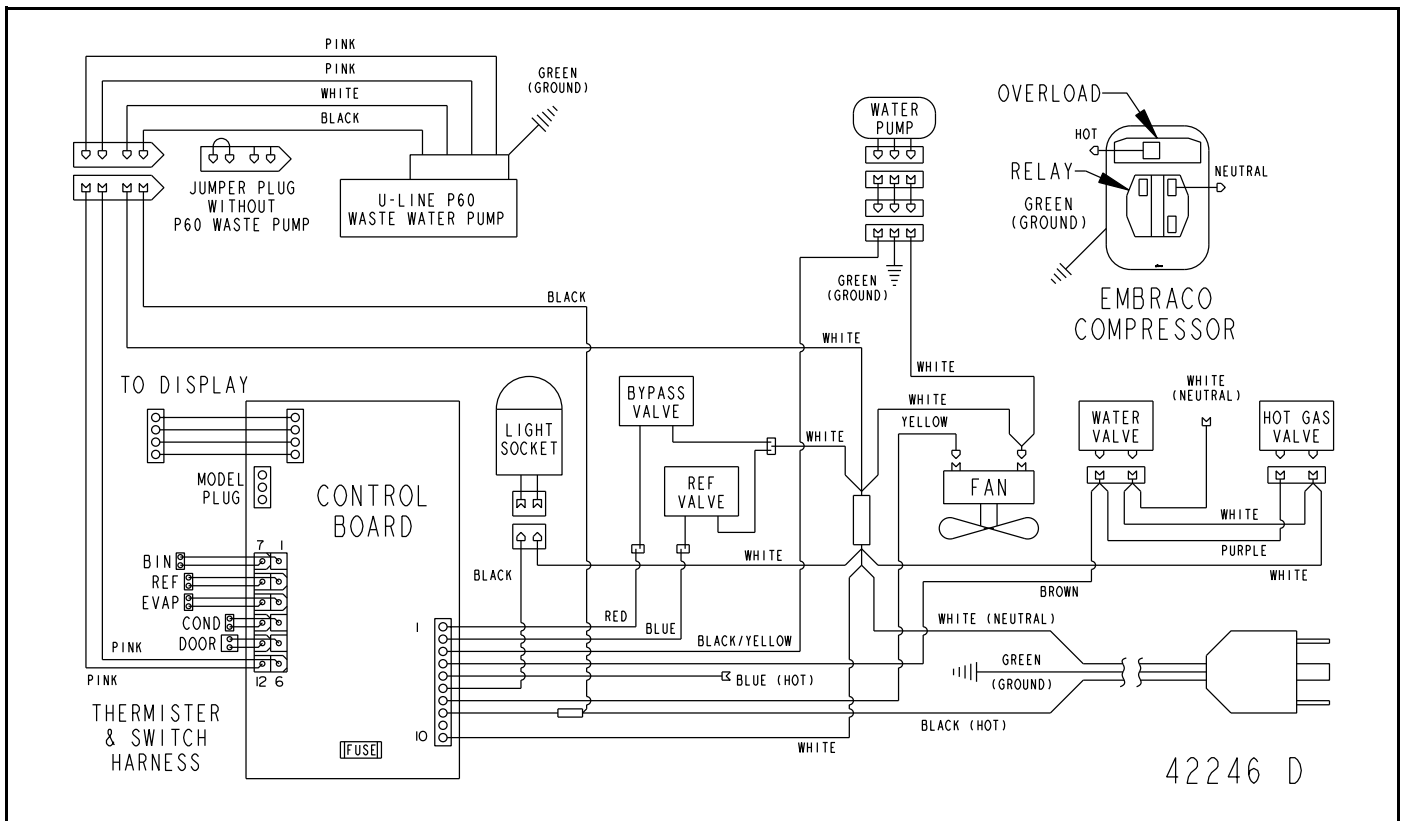 PINK
PINK
WHITE
BLACK
GREEN
(GROUND)
JUMPER PLUG
WITHOUT
P60 WASTE PUMP
U-LINE P60
WASTE WATER PUMP
WATER
PUMP
OVERLOAD
HOT
RELAY
NEUTRAL
GREEN
(GROUND)
GREEN
(GROUND)
EMBRACO
COMPRESSOR
BLACK
WHITE
WHITE
TO DISPLAY
LIGHT
SOCKET
BYPASS
VALVE
WHITE
REF
VALVE
WHITE
YELLOW
FAN
WATER
VALVE
WHITE
(NEUTRAL)
HOT GAS
VALVE
MODEL
PLUG
CONTROL
BOARD
WHITE
PURPLE
WHITE
WHITE
BROWN
7 1
BIN
REF
EVAP
COND
DOOR
PINK
PINK
12 6
BLACK
RED
BLUE
BLACK/YELLOW
BLUE (HOT)
1
10
WHITE (NEUTRAL)
GREEN
(GROUND)
BLACK (HOT)
WHITE
THERMISTER
& SWITCH
HARNESS
FUSE
42246 D